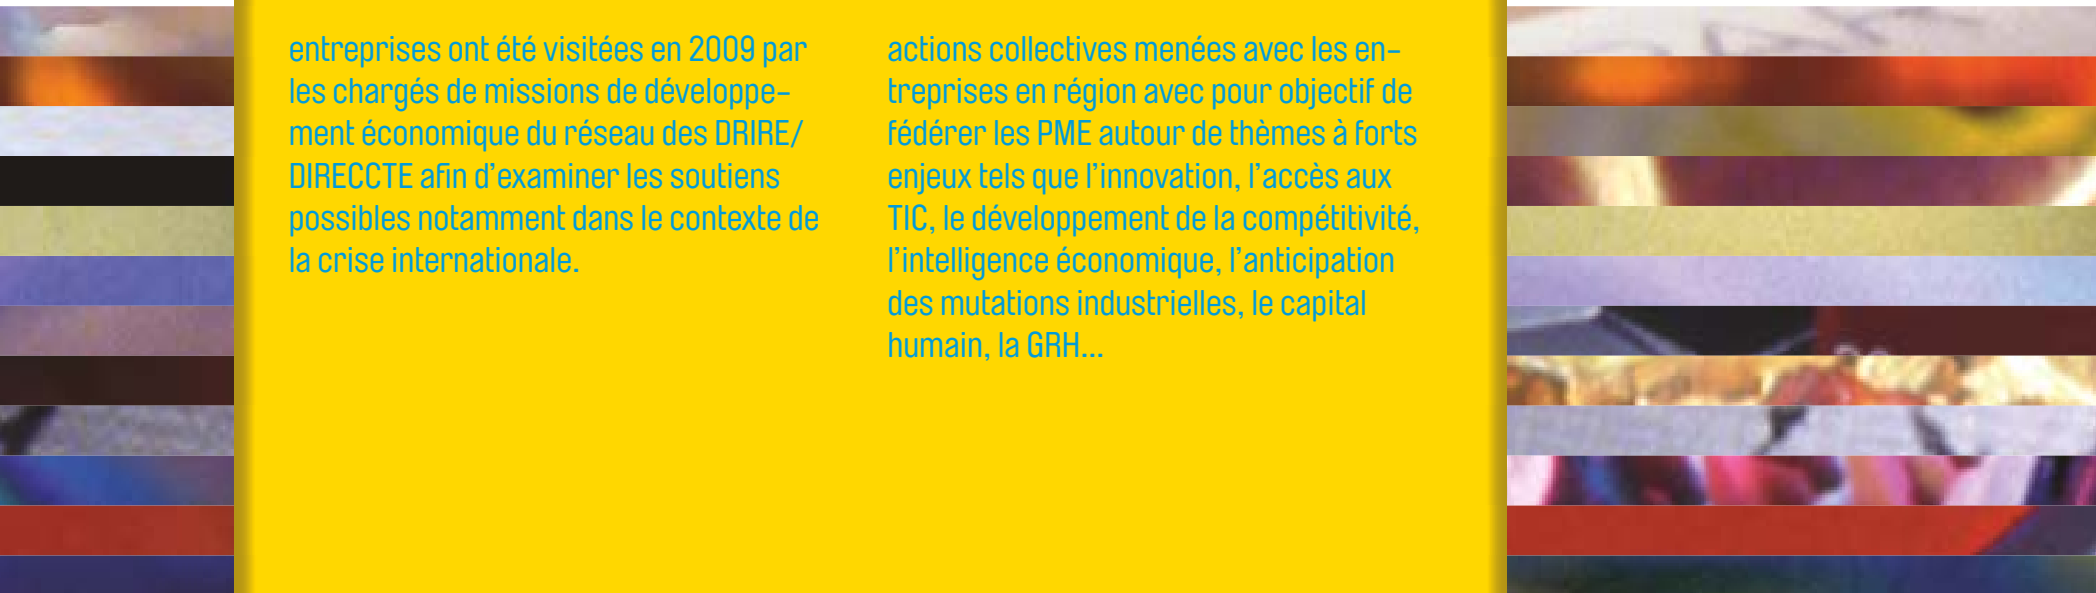 entreprises ont été visitées en 2009 par
les chargés de missions de développe-
ment économique du réseau des DRIRE/
DIRECCTE afin d'examiner les soutiens
possibles notamment dans le contexte de
la crise internationale.
actions collectives menées avec les en-
treprises en région avec pour objectif de
fédérer les PME autour de thèmes à forts
enjeux tels que l'innovation, l'accès aux
TIC, le développement de la compétitivité,
l'intelligence économique, l'anticipation
des mutations industrielles, le capital
humain, la GRH...